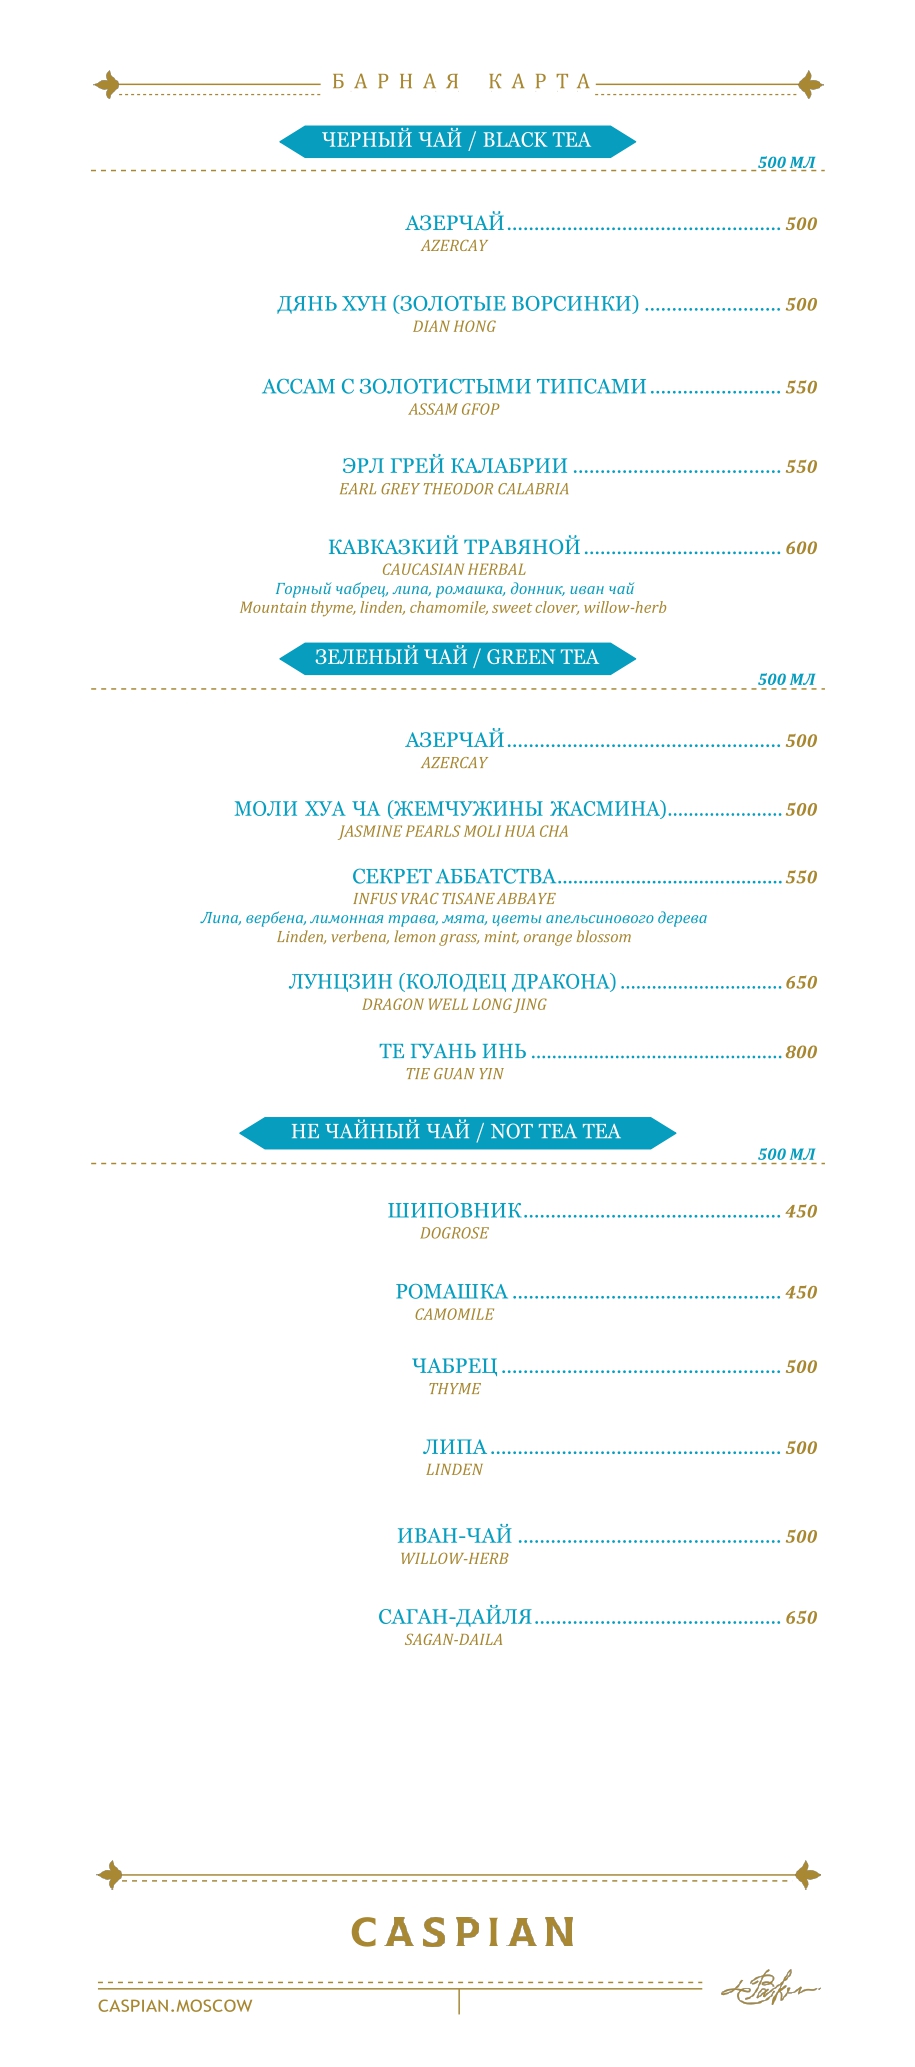 БАРНАЯ КАРТА
ЧЕРНЫЙ ЧАЙ / BLACK TEA
500 МЛ
АЗЕРЧАЙ................................................. 500
AZERCAY
ДЯНЬ ХУН (ЗОЛОТЫЕ ВОРСИНКИ) ......................... 500
DIAN HONG
АССАМ С ЗОЛОТИСТЫМИ ТИПСАМИ........................ 550
ASSAM GFOP
ЭРЛ ГРЕЙ КАЛАБРИИ ...................................... 550
EARL GREY THEODOR CALABRIA
КАВКАЗКИЙ ТРАВЯНОЙ.................................... 600
CAUCASIAN HERBAL
Горный чабрец, липа, ромашка, донник, иван чай
Mountain thyme, linden, chamomile, sweet clover, willow-herb
ЗЕЛЕНЫЙ ЧАЙ / GREEN TEA
500 МЛ
АЗЕРЧАЙ................................................. 500
AZERCAY
МОЛИ ХУА ЧА (ЖЕМЧУЖИНЫ ЖАСМИНА)..................... 500
JASMINE PEARLS MOLI HUA CHA
СЕКРЕТ АББАТСТВА......................................... 550
INFUS VRAC TISANE ABBAYE
Липа, вербена, лимонная трава, мята, цветы апельсинового дерева
Linden, verbena, lemon grass, mint, orange blossom
ЛУНЦЗИН (КОЛОДЕЦ ДРАКОНА) ............................. 650
DRAGON WELL LONG JING
ТЕ ГУАНЬ ИНЬ .............................................. 800
TIE GUAN YIN
НЕ ЧАЙНЫЙ ЧАЙ / NOT TEA TEA
500 МЛ
ШИПОВНИК............................................... 450
DOGROSE
РОМАШКА ................................................. 450
CAMOMILE
ЧАБРЕЦ................................................... 500
THYME
ЛИПА..................................................... 500
LINDEN
ИВАН-ЧАЙ ................................................ 500
WILLOW-HERB
САГАН-ДАЙЛЯ............................................. 650
SAGAN-DAILA
CASPIAN
CASPIAN.MOSCOW